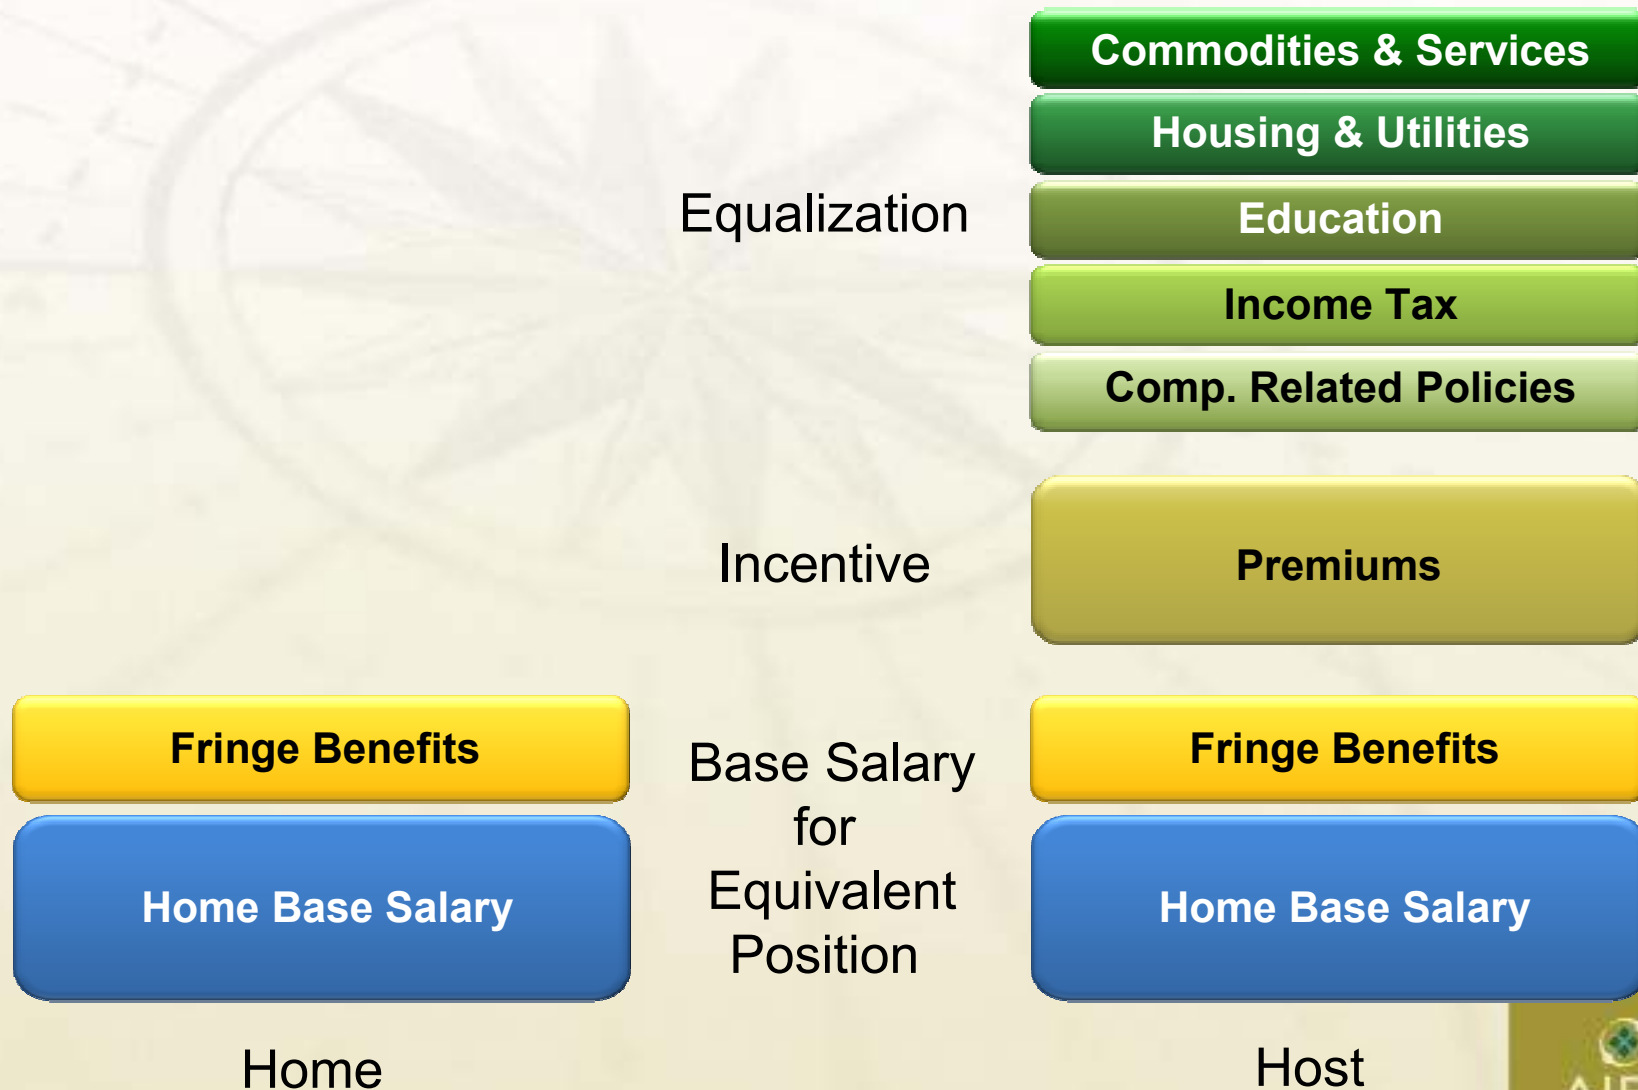 Commodities & Services
Housing & Utilities
Equalization
Education
Income Tax
Comp. Related Policies
Incentive
Premiums
Fringe Benefits
Home Base Salary
Base Salary
for
Equivalent
Position
Fringe Benefits
Home Base Salary
Home
Host